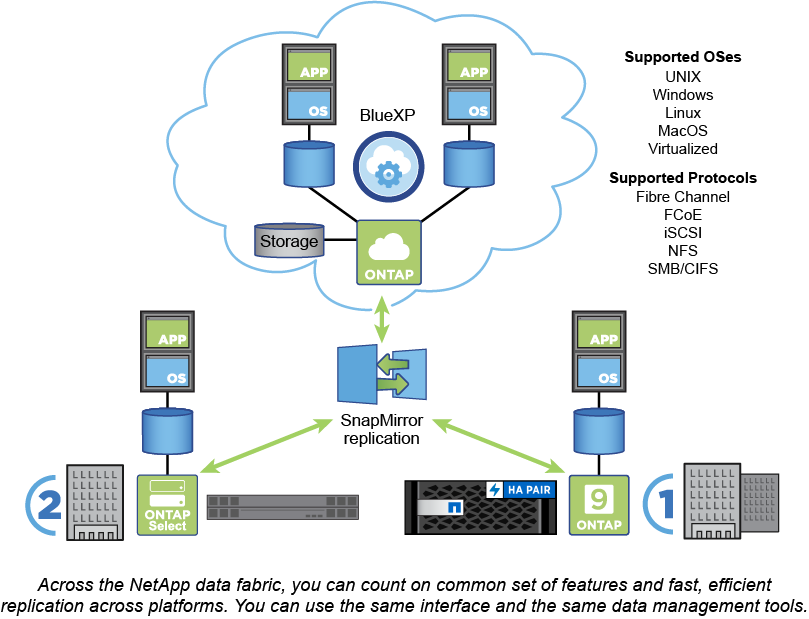 APP
OS
APP
OS
BlueXP
Storage
ONTAP
Supported OSes
UNIX
Windows
Linux
MacOS
Virtualized
Supported Protocols
Fibre Channel
FCoE
iSCSI
NFS
SMB/CIFS
APP
OS
SnapMirror
replication
APP
OS
2
ONTAP
Select
HA PAIR
9
ONTAP
1
Across the NetApp data fabric, you can count on common set of features and fast, efficient
replication across platforms. You can use the same interface and the same data management tools.